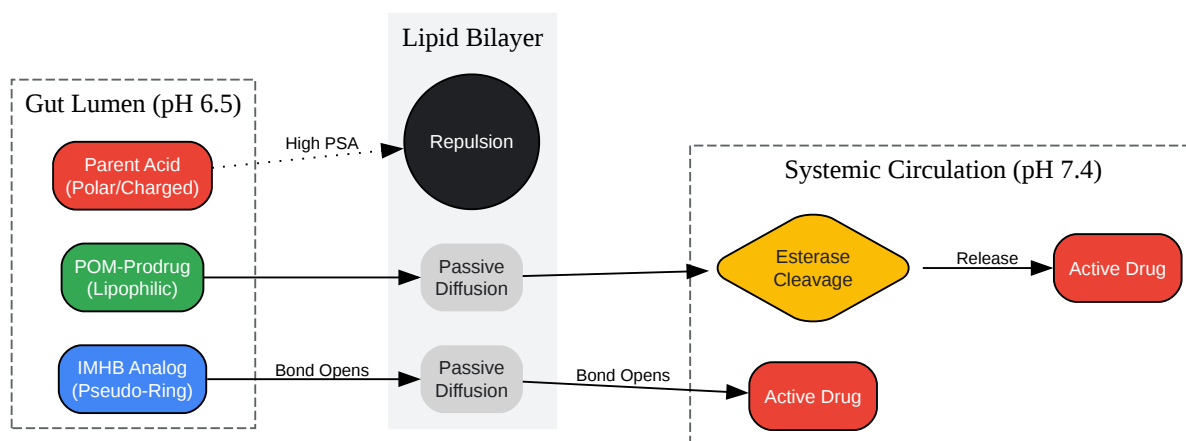 Lipid Bilayer
Gut Lumen (pH 6.5)
Parent Acid
(Polar/Charged)
High PSA
Repulsion
Systemic Circulation (pH 7.4)
POM-Prodrug
(Lipophilic)
Passive
Diffusion
Esterase
Cleavage
Release
Active Drug
IMHB Analog
(Pseudo-Ring)
Bond Opens
Passive
Diffusion
Bond Opens
Active Drug